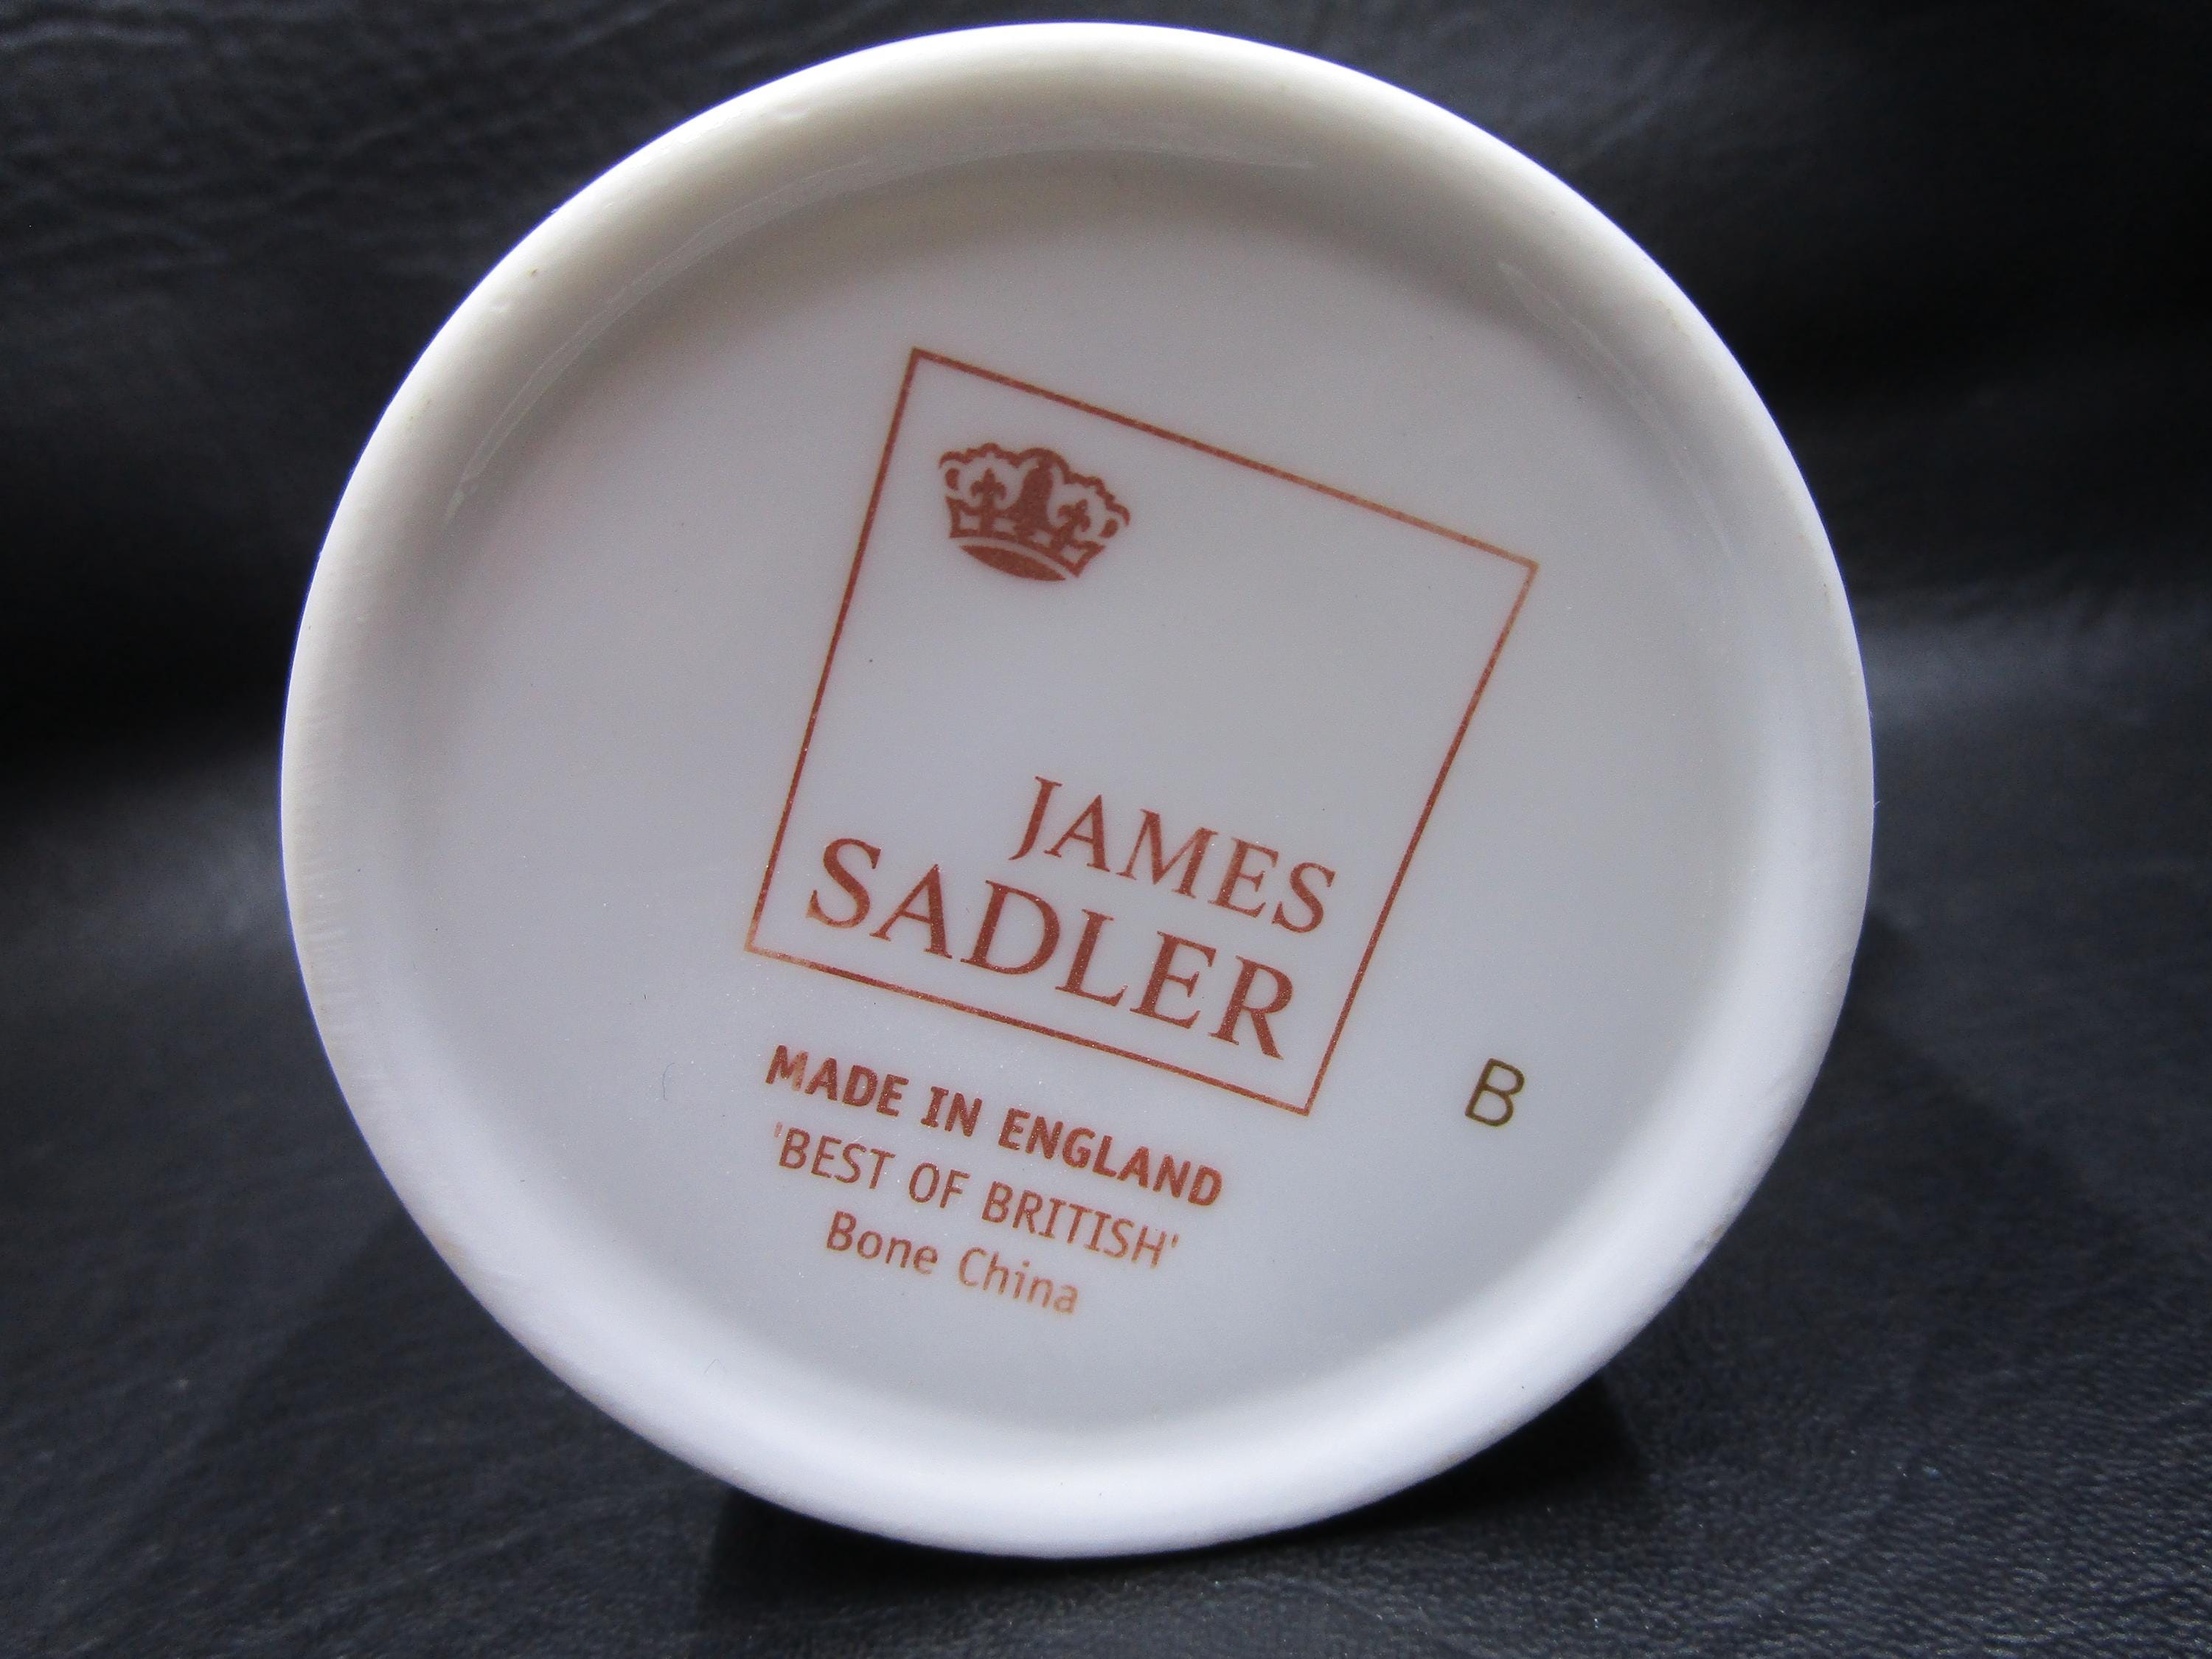 JAMES
SADLER
MADE IN ENGLAND
'BEST OF BRITISH'
Bone China
B